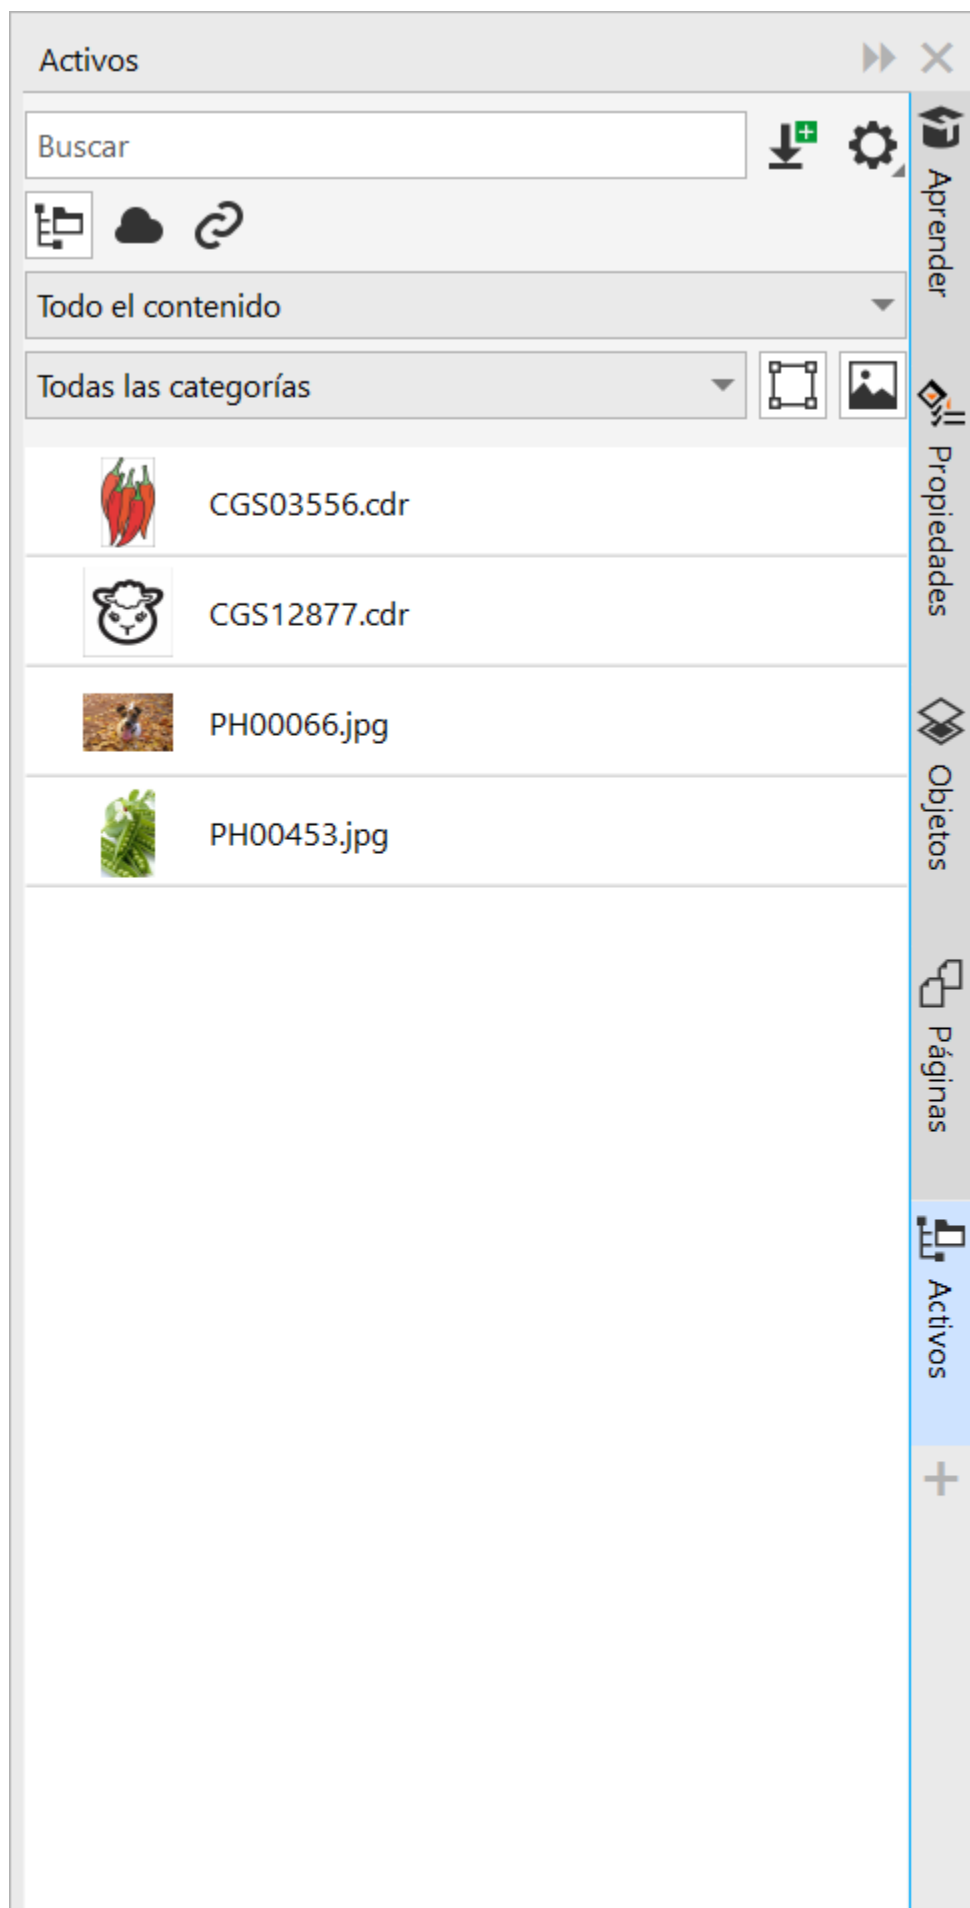 Activos
Buscar
Todo el contenido
Todas las categorías
CGS03556.cdr
CGS12877.cdr
PH00066.jpg
PH00453.jpg
Aprender
Propiedades
Objetos
Páginas
Activos